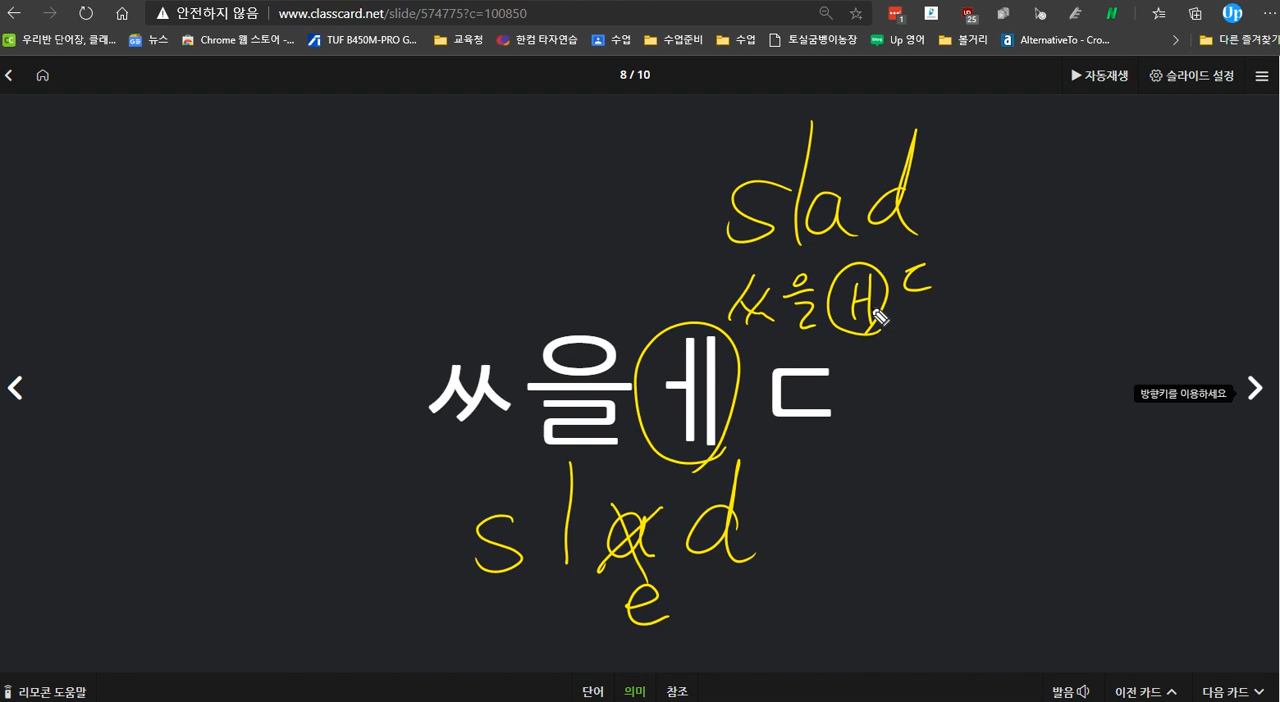 안전하지 않음 www.classcard.net/slide/574775?c=100850
1 25 Up
우리반 단어장, 클래... 뉴스 Chrome 웹 스토어 -... TUF B450M-PRO G... 교육청 한컴 타자연습 수업 수업준비 수업 토실굼벵이농장 Up 영어 볼거리 AlternativeTo - Cro... 다른 즐겨찾기
8 / 10 자동재생 슬라이드 설정
slad
ㅆ을ㅐㄷ
ㅆ을ㅔㄷ
방향키를 이용하세요
slad
e
리모콘 도움말 단어 의미 참조 발음 이전 카드 다음 카드